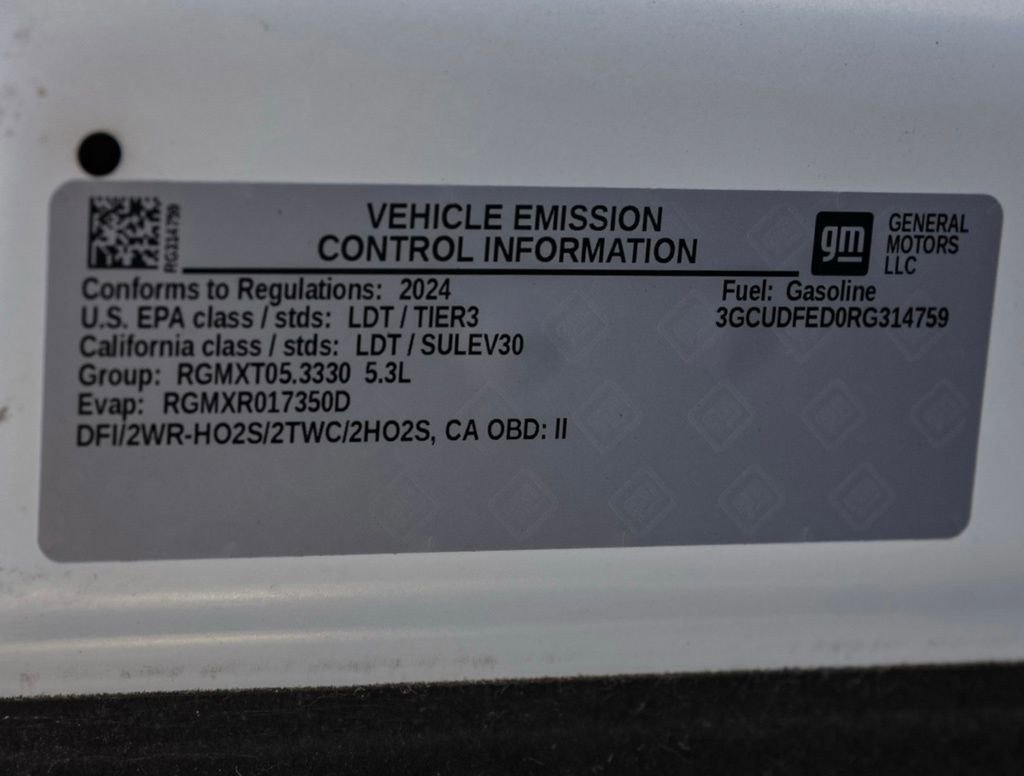 RG314759
VEHICLE EMISSION
CONTROL INFORMATION
gm
GENERAL
MOTORS
LLC
Conforms to Regulations: 2024
U.S. EPA class / stds: LDT / TIER3
California class / stds: LDT / SULEV30
Group: RGMXT05.3330 5.3L
Evap: RGMXR017350D
DFI/2WR-HO2S/2TWC/2HO2S, CA OBD: II
Fuel: Gasoline
3GCUDFED0RG314759